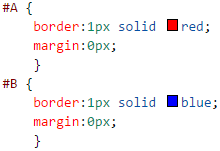 #A {
border:1px solid red;
margin:0px;
}
#B {
border:1px solid blue;
margin:0px;
}